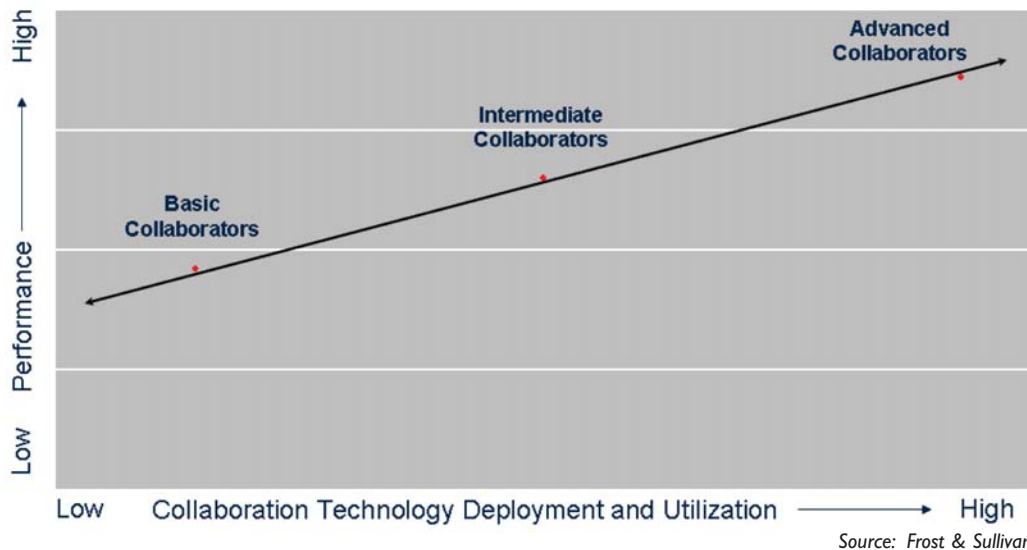 High
Performance
Low
Advanced
Collaborators
Intermediate
Collaborators
Basic
Collaborators
Low Collaboration Technology Deployment and Utilization High
Source: Frost & Sullivan